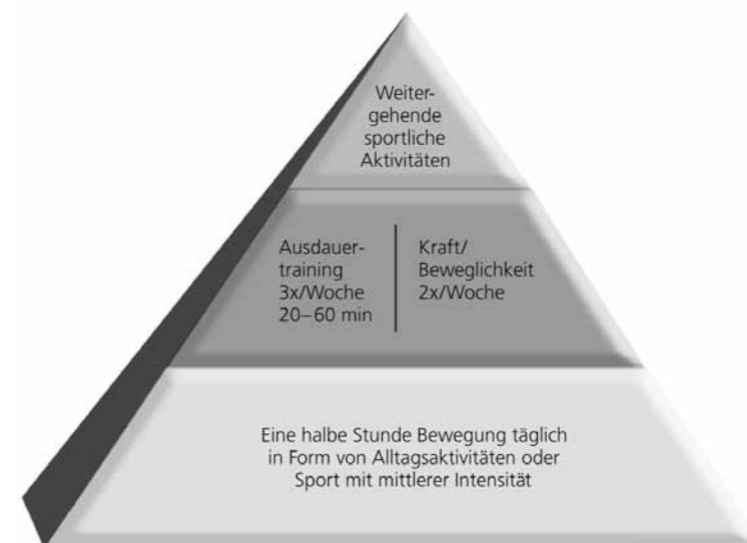 Weiter-
gehende
sportliche
Aktivitäten
Ausdauer-
training
3x/Woche
20–60 min
Kraft/
Beweglichkeit
2x/Woche
Eine halbe Stunde Bewegung täglich
in Form von Alltagsaktivitäten oder
Sport mit mittlerer Intensität